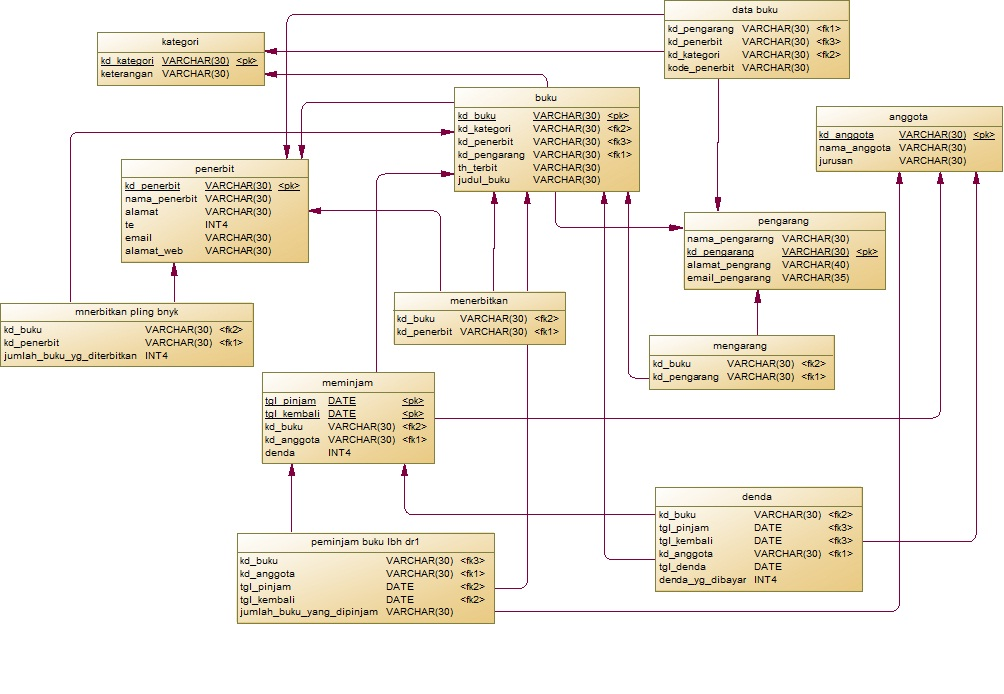 data buku
kd_pengarang VARCHAR(30) <fk1>
kd_penerbit VARCHAR(30) <fk3>
kd_kategori VARCHAR(30) <fk2>
kode_penerbit VARCHAR(30)
kategori
kd_kategori VARCHAR(30) <pk>
keterangan VARCHAR(30)
buku
kd_buku VARCHAR(30) <pk>
kd_kategori VARCHAR(30) <fk2>
kd_penerbit VARCHAR(30) <fk3>
kd_pengarang VARCHAR(30) <fk1>
th_terbit VARCHAR(30)
judul_buku VARCHAR(30)
anggota
kd_anggota VARCHAR(30) <pk>
nama_anggota VARCHAR(30)
jurusan VARCHAR(30)
penerbit
kd_penerbit VARCHAR(30) <pk>
nama_penerbit VARCHAR(30)
alamat VARCHAR(30)
te INT4
email VARCHAR(30)
alamat_web VARCHAR(30)
pengarang
nama_pengararng VARCHAR(30)
kd_pengarang VARCHAR(30) <pk>
alamat_pengrang VARCHAR(40)
email_pengarang VARCHAR(35)
mnerbitkan pling bnyk
kd_buku VARCHAR(30) <fk2>
kd_penerbit VARCHAR(30) <fk1>
jumlah_buku_yg_diterbitkan INT4
menerbitkan
kd_buku VARCHAR(30) <fk2>
kd_penerbit VARCHAR(30) <fk1>
mengarang
kd_buku VARCHAR(30) <fk2>
kd_pengarang VARCHAR(30) <fk1>
meminjam
tgl_pinjam DATE <pk>
tgl_kembali DATE <pk>
kd_buku VARCHAR(30) <fk2>
kd_anggota VARCHAR(30) <fk1>
denda INT4
denda
kd_buku VARCHAR(30) <fk2>
tgl_pinjam DATE <fk3>
tgl_kembali DATE <fk3>
kd_anggota VARCHAR(30) <fk1>
tgl_denda DATE
denda_yg_dibayar INT4
peminjam buku lbh dr1
kd_buku VARCHAR(30) <fk3>
kd_anggota VARCHAR(30) <fk1>
tgl_pinjam DATE <fk2>
tgl_kembali DATE <fk2>
jumlah_buku_yang_dipinjam VARCHAR(30)